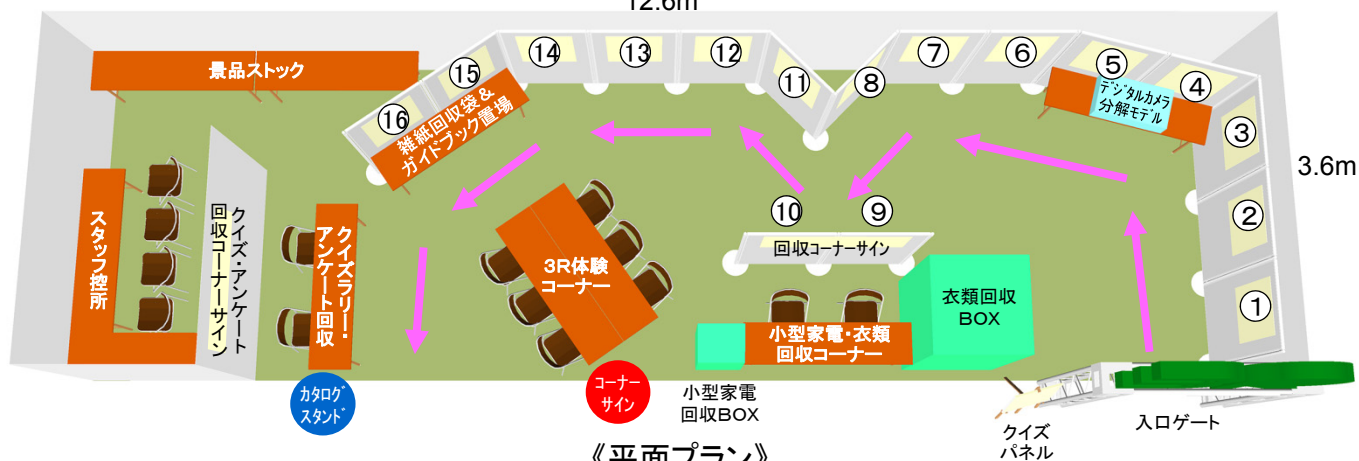 12.6m
3.6m
景品ストック
⑯
⑮
⑭
⑬
⑫
⑪
⑧
⑦
⑥
⑤
④
③
②
①
デジタルカメラ
分解モデル
雑紙回収袋&
ガイドブック置場
⑩
⑨
回収コーナーサイン
スタッフ控所
クイズ・アンケート
回収コーナーサイン
クイズラリー・
アンケート回収
3R体験
コーナー
衣類回収
BOX
小型家電・衣類
回収コーナー
カタログ
スタンド
コーナー
サイン
小型家電
回収BOX
クイズ
パネル
入口ゲート
《平面プラン》